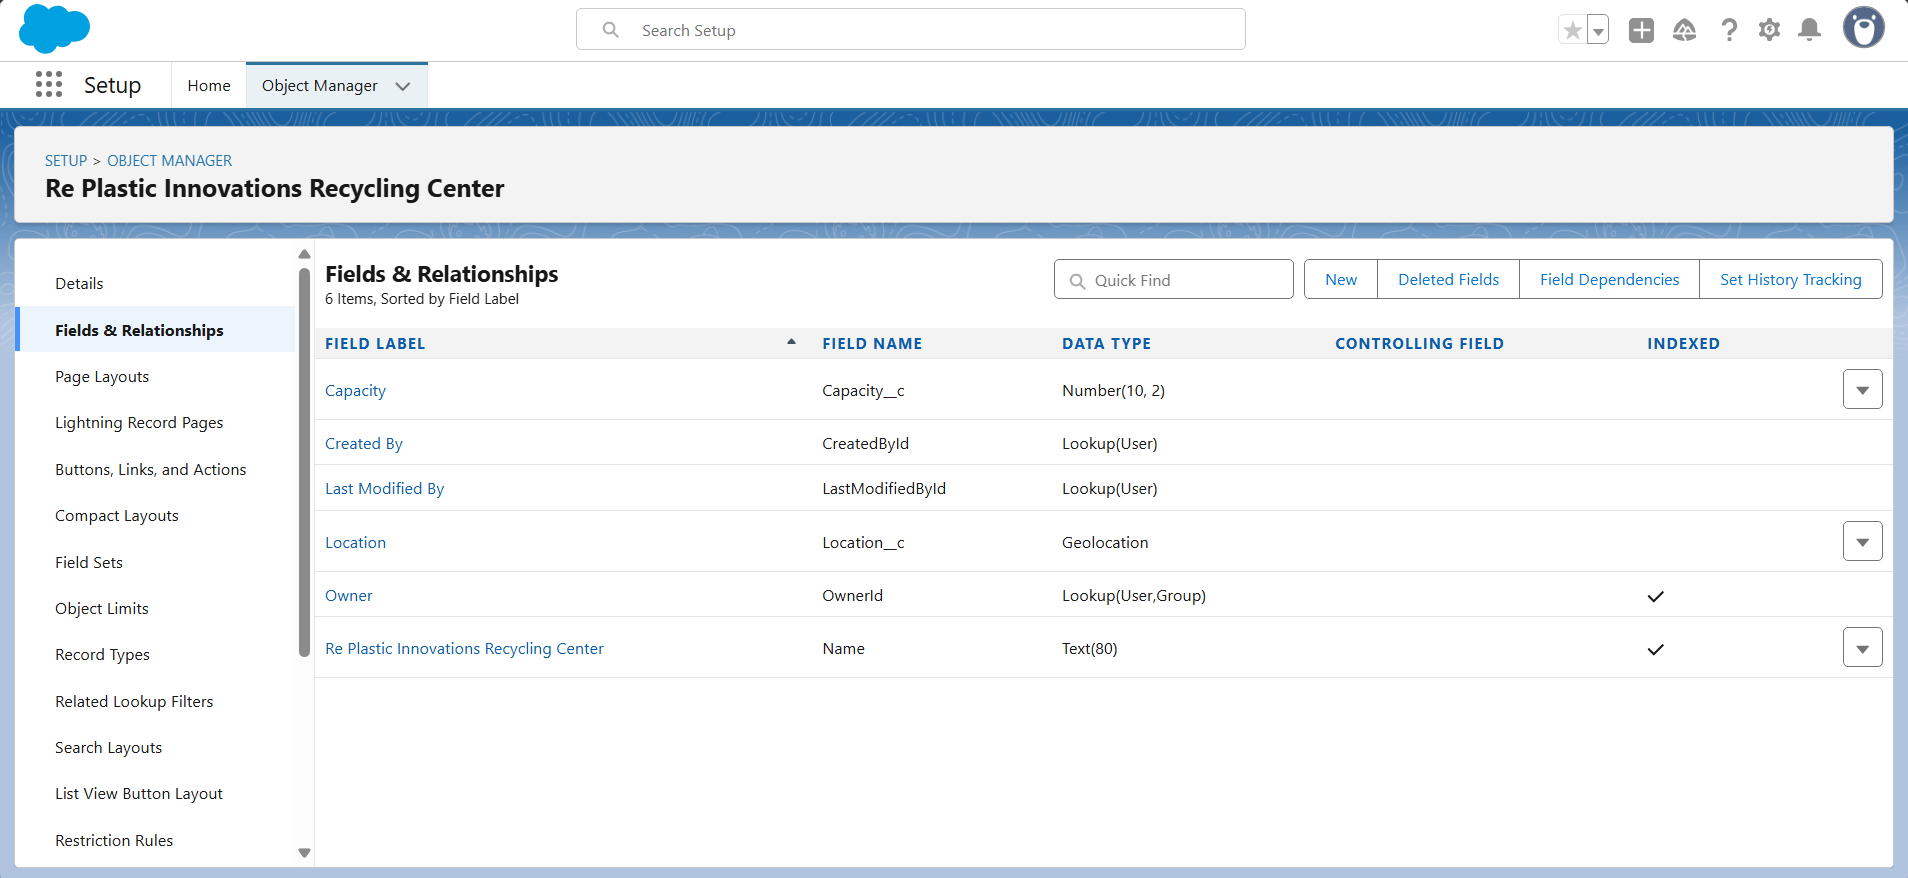 Search Setup
Setup
Home
Object Manager
SETUP > OBJECT MANAGER
Re Plastic Innovations Recycling Center
Details
Fields & Relationships
Page Layouts
Lightning Record Pages
Buttons, Links, and Actions
Compact Layouts
Field Sets
Object Limits
Record Types
Related Lookup Filters
Search Layouts
List View Button Layout
Restriction Rules
Fields & Relationships
6 Items, Sorted by Field Label
Quick Find
New
Deleted Fields
Field Dependencies
Set History Tracking
FIELD LABEL FIELD NAME DATA TYPE CONTROLLING FIELD INDEXED
Capacity Capacity__c Number(10, 2)
Created By CreatedById Lookup(User)
Last Modified By LastModifiedById Lookup(User)
Location Location__c Geolocation
Owner OwnerId Lookup(User,Group)
Re Plastic Innovations Recycling Center Name Text(80)